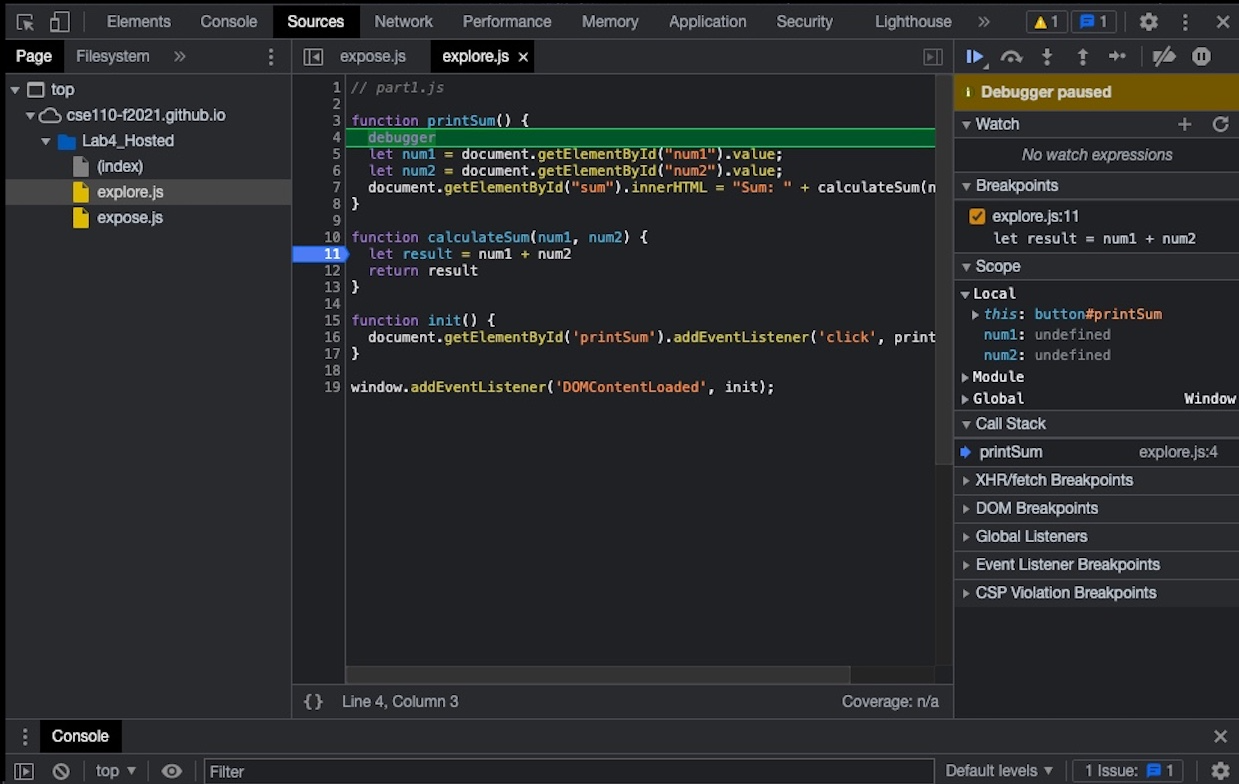 Elements Console Sources Network Performance Memory Application Security Lighthouse » 1 1
Page Filesystem »
expose.js explore.js ×
top
cse110-f2021.github.io
Lab4_Hosted
(index)
explore.js
expose.js
1 // part1.js
2
3 function printSum() {
4 debugger
5 let num1 = document.getElementById("num1").value;
6 let num2 = document.getElementById("num2").value;
7 document.getElementById("sum").innerHTML = "Sum: " + calculateSum(n
8 }
9
10 function calculateSum(num1, num2) {
11 let result = num1 + num2
12 return result
13 }
14
15 function init() {
16 document.getElementById('printSum').addEventListener('click', print
17 }
18
19 window.addEventListener('DOMContentLoaded', init);
{} Line 4, Column 3 Coverage: n/a
Debugger paused
Watch
No watch expressions
Breakpoints
explore.js:11
let result = num1 + num2
Scope
Local
this: button#printSum
num1: undefined
num2: undefined
Module
Global Window
Call Stack
printSum explore.js:4
XHR/fetch Breakpoints
DOM Breakpoints
Global Listeners
Event Listener Breakpoints
CSP Violation Breakpoints
Console
top Filter Default levels 1 Issue: 1